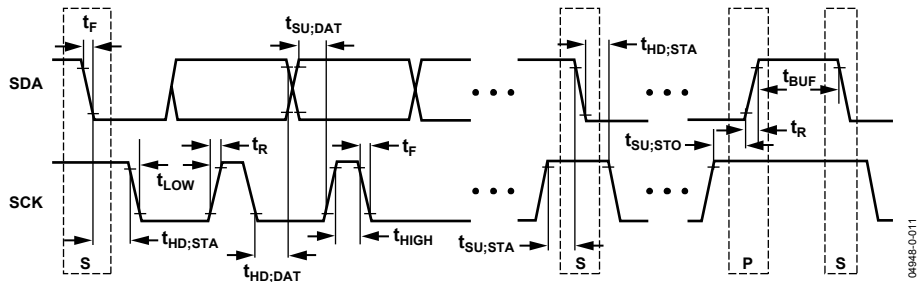 tF
tSU;DAT
tHD;STA
SDA
tBUF
tR
tF
tSU;STO
tR
tLOW
SCK
tHD;STA
tHIGH
tSU;STA
tHD;DAT
S
S
P
S
04948-0-011